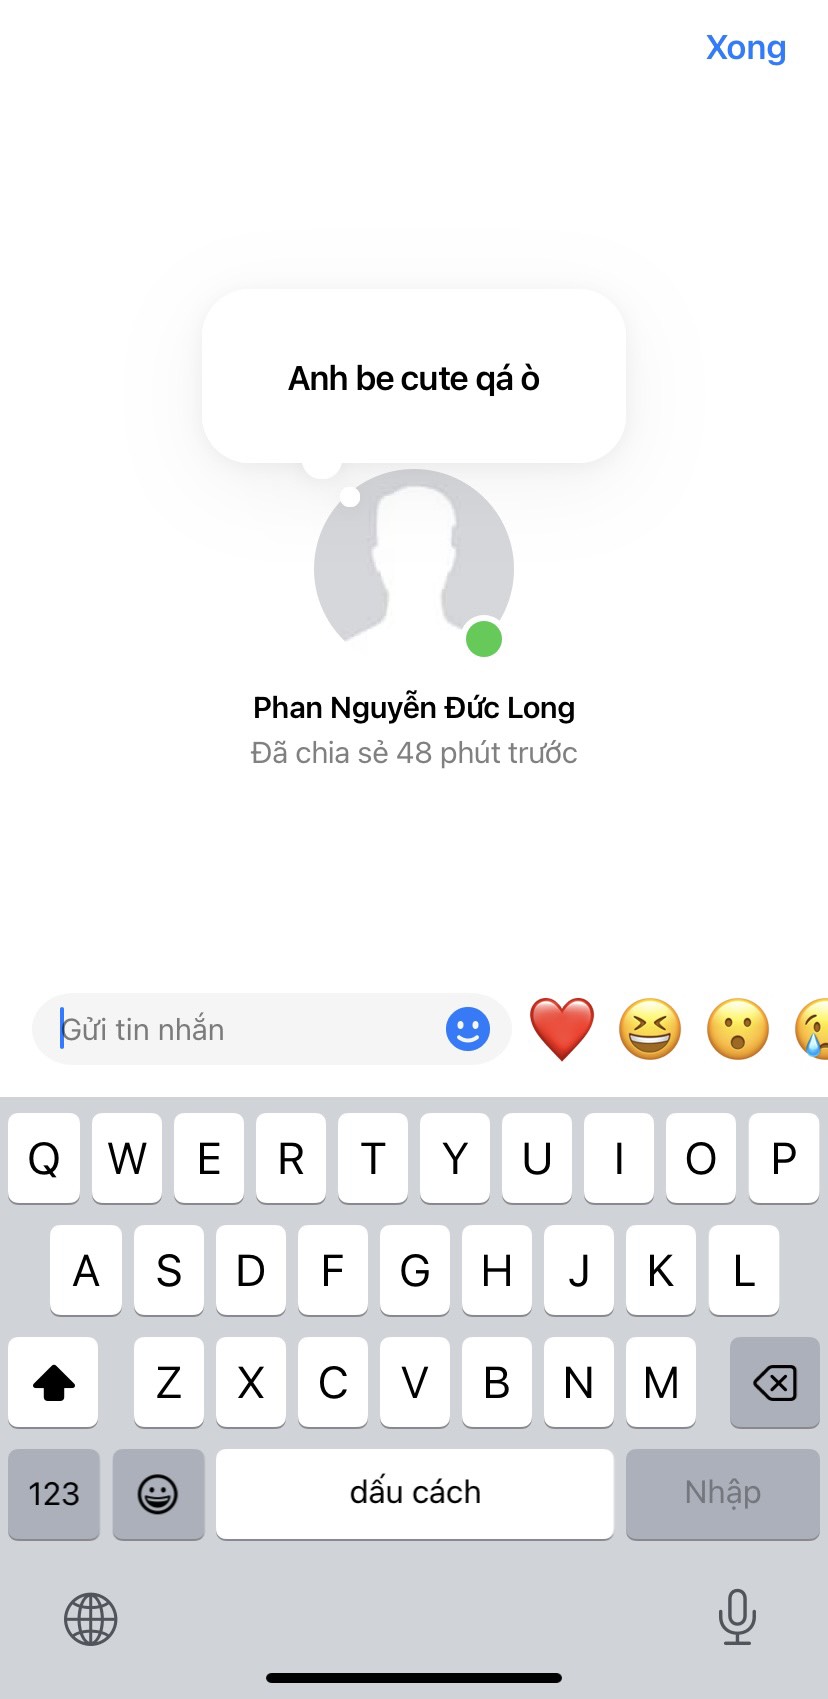 Xong
Anh be cute qá ò
Phan Nguyễn Đức Long
Đã chia sẻ 48 phút trước
Gửi tin nhắn
Q W E R T Y U I O P
A S D F G H J K L
Z X C V B N M
123 dấu cách Nhập